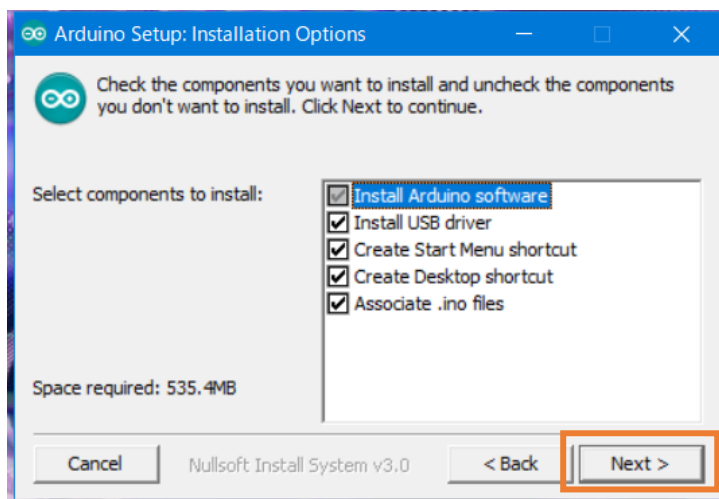 Arduino Setup: Installation Options
Check the components you want to install and uncheck the components
you don't want to install. Click Next to continue.
Select components to install:
Install Arduino software
Install USB driver
Create Start Menu shortcut
Create Desktop shortcut
Associate .ino files
Space required: 535.4MB
Cancel
Nullsoft Install System v3.0
< Back
Next >